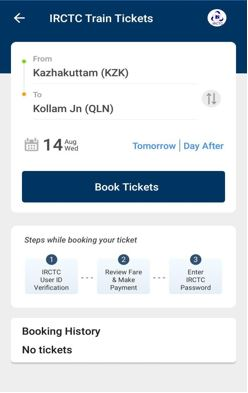 IRCTC Train Tickets
From
Kazhakuttam (KZK)
To
Kollam Jn (QLN)
14 Aug Wed
Tomorrow | Day After
Book Tickets
Steps while booking your ticket
1
IRCTC
User ID
Verification
2
Review Fare
& Make
Payment
3
Enter
IRCTC
Password
Booking History
No tickets